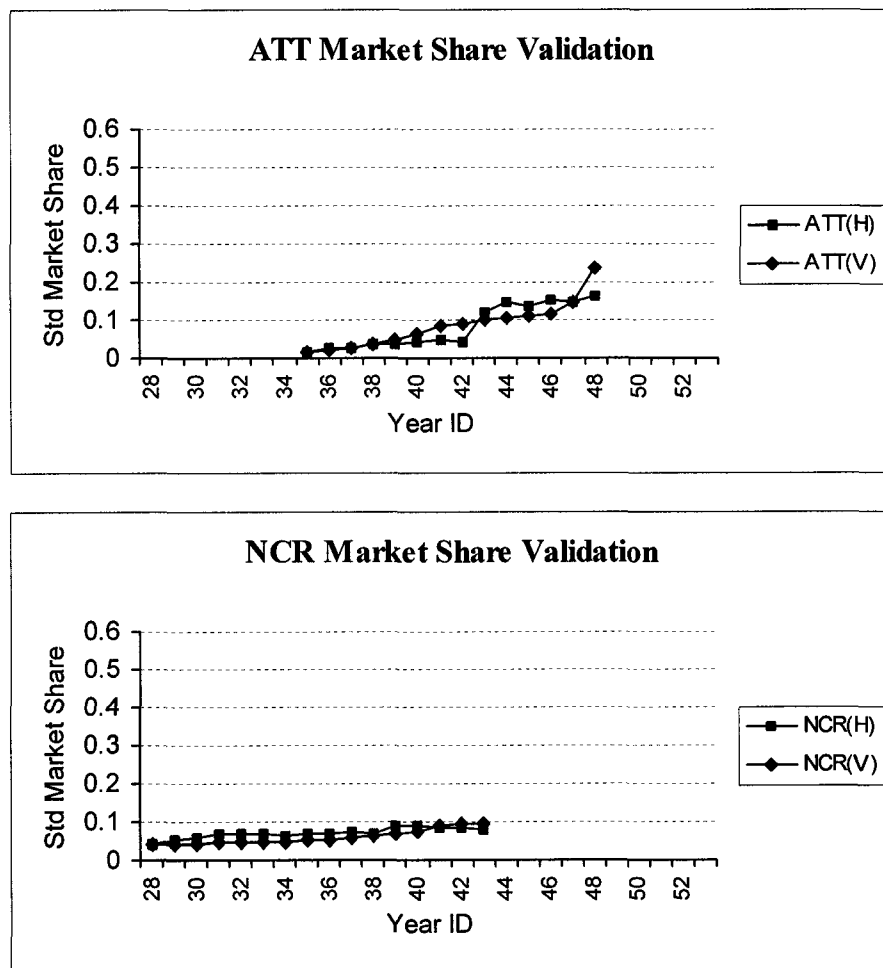 ATT Market Share Validation
0.6
0.5
0.4
0.3
0.2
0.1
0
Std Market Share
28 30 32 34 36 38 40 42 44 46 48 50 52
Year ID
ATT(H)
ATT(V)
NCR Market Share Validation
0.6
0.5
0.4
0.3
0.2
0.1
0
Std Market Share
28 30 32 34 36 38 40 42 44 46 48 50 52
Year ID
NCR(H)
NCR(V)